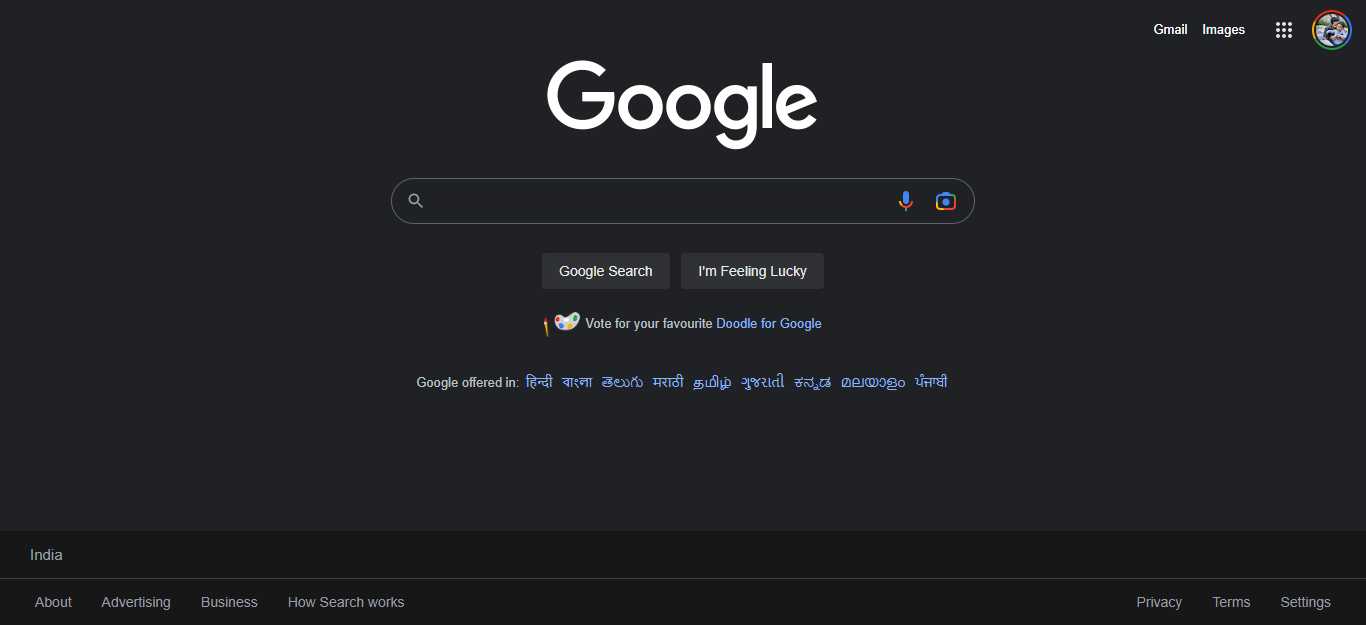 Gmail Images
Google
Google Search I'm Feeling Lucky
Vote for your favourite Doodle for Google
Google offered in: हिन्दी বাংলা తెలుగు मराठी தமிழ் ગુજરાતી ಕನ್ನಡ മലയാളം ਪੰਜਾਬੀ
India
About Advertising Business How Search works Privacy Terms Settings